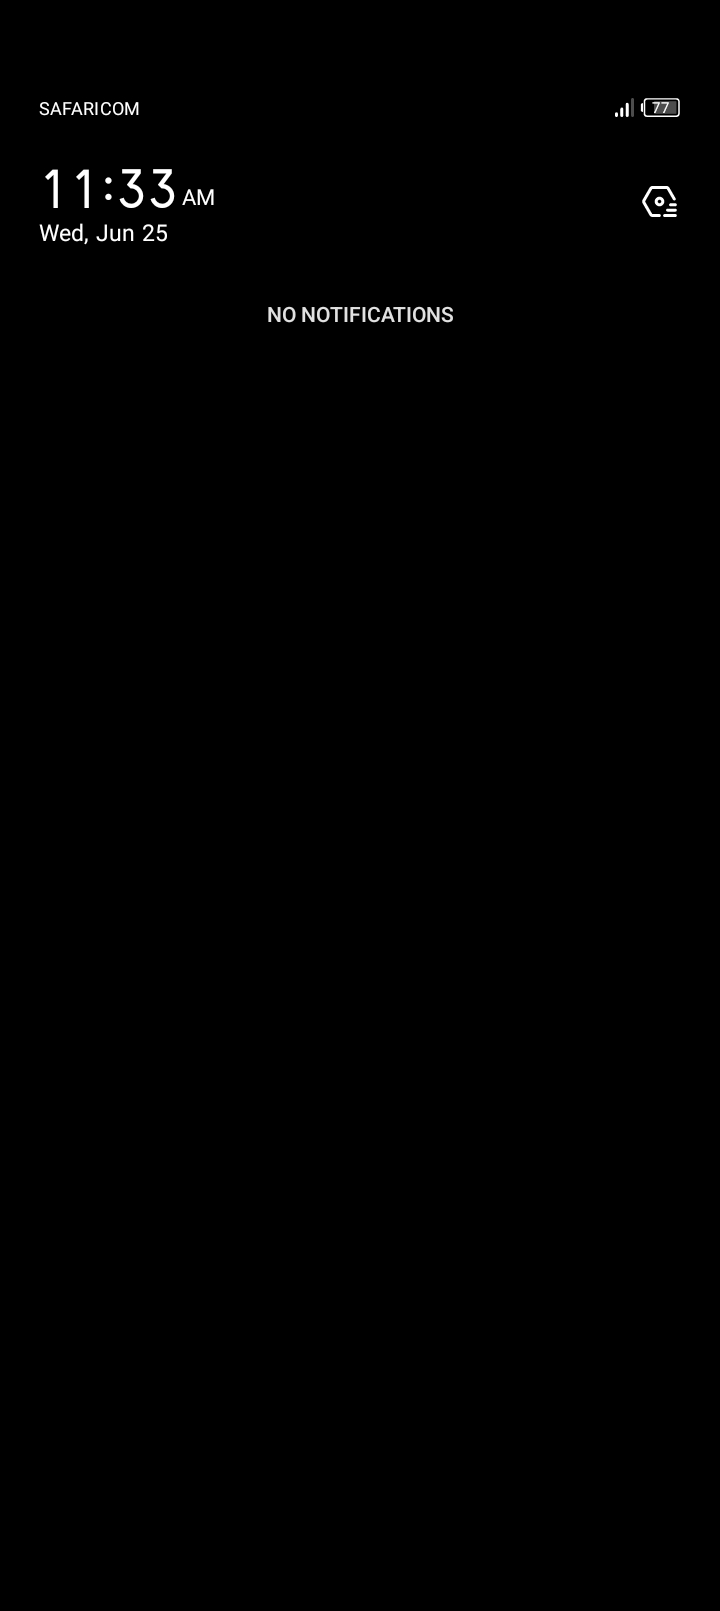 SAFARICOM
77
11:33 AM
Wed, Jun 25
NO NOTIFICATIONS